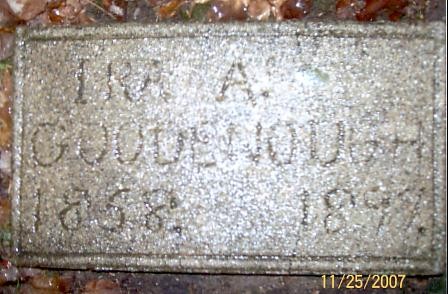 IRA A.
GOODENOUGH
1858. 1897.
11/25/2007